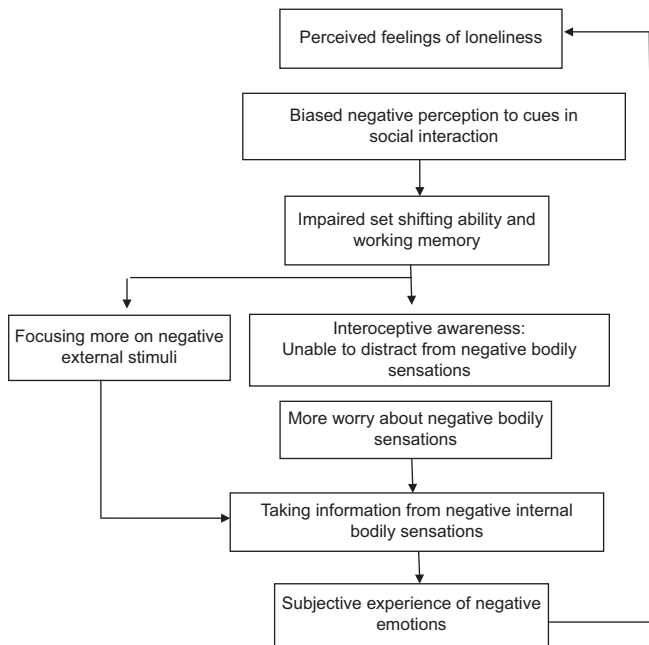 Perceived feelings of loneliness
Biased negative perception to cues in
social interaction
Impaired set shifting ability and
working memory
Focusing more on negative
external stimuli
Interoceptive awareness:
Unable to distract from negative bodily
sensations
More worry about negative bodily
sensations
Taking information from negative internal
bodily sensations
Subjective experience of negative
emotions